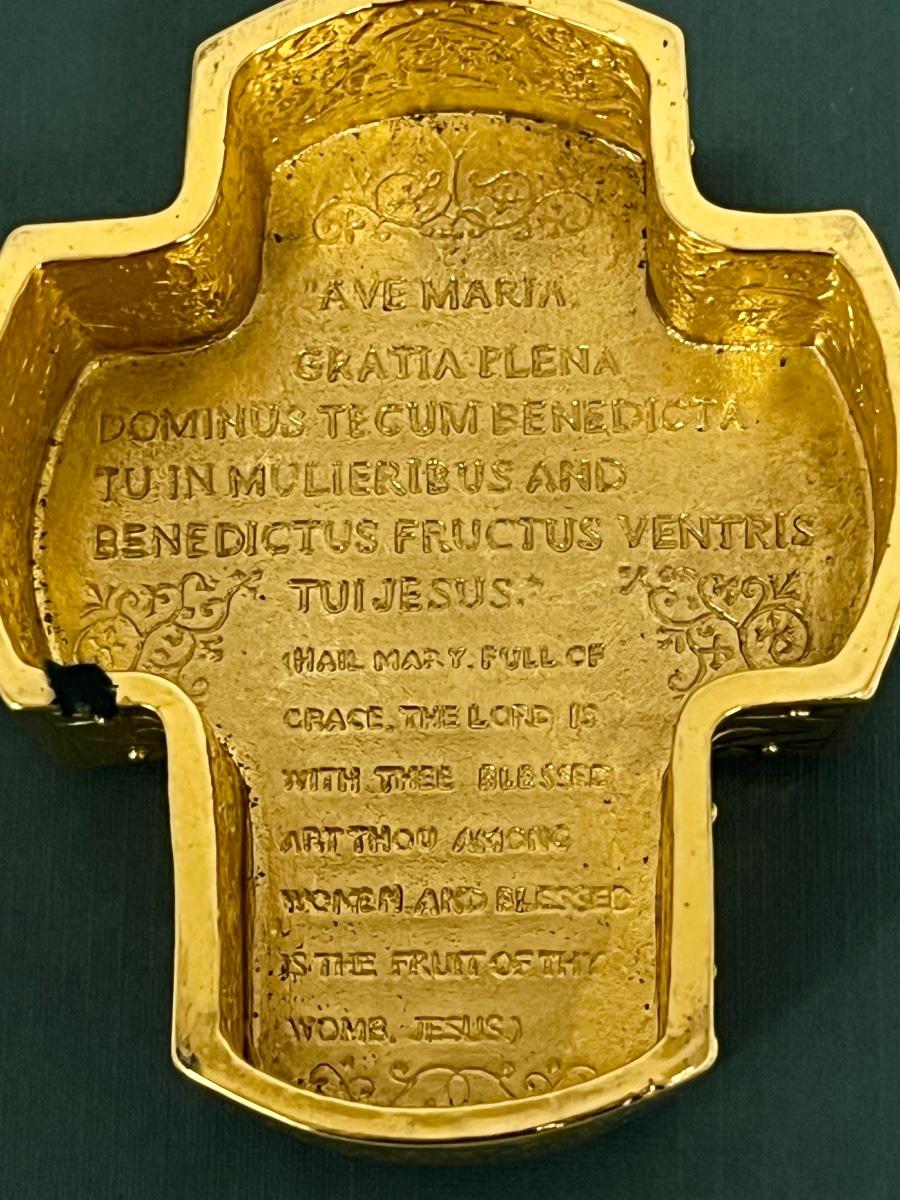 "AVE MARIA,
GRATIA PLENA
DOMINUS TECUM BENEDICTA
TU IN MULIERIBUS AND
BENEDICTUS FRUCTUS VENTRIS
TUI JESUS."
(HAIL MARY, FULL OF
GRACE, THE LORD IS
WITH THEE BLESSED
ART THOU AMONG
WOMEN AND BLESSED
IS THE FRUIT OF THY
WOMB, JESUS)